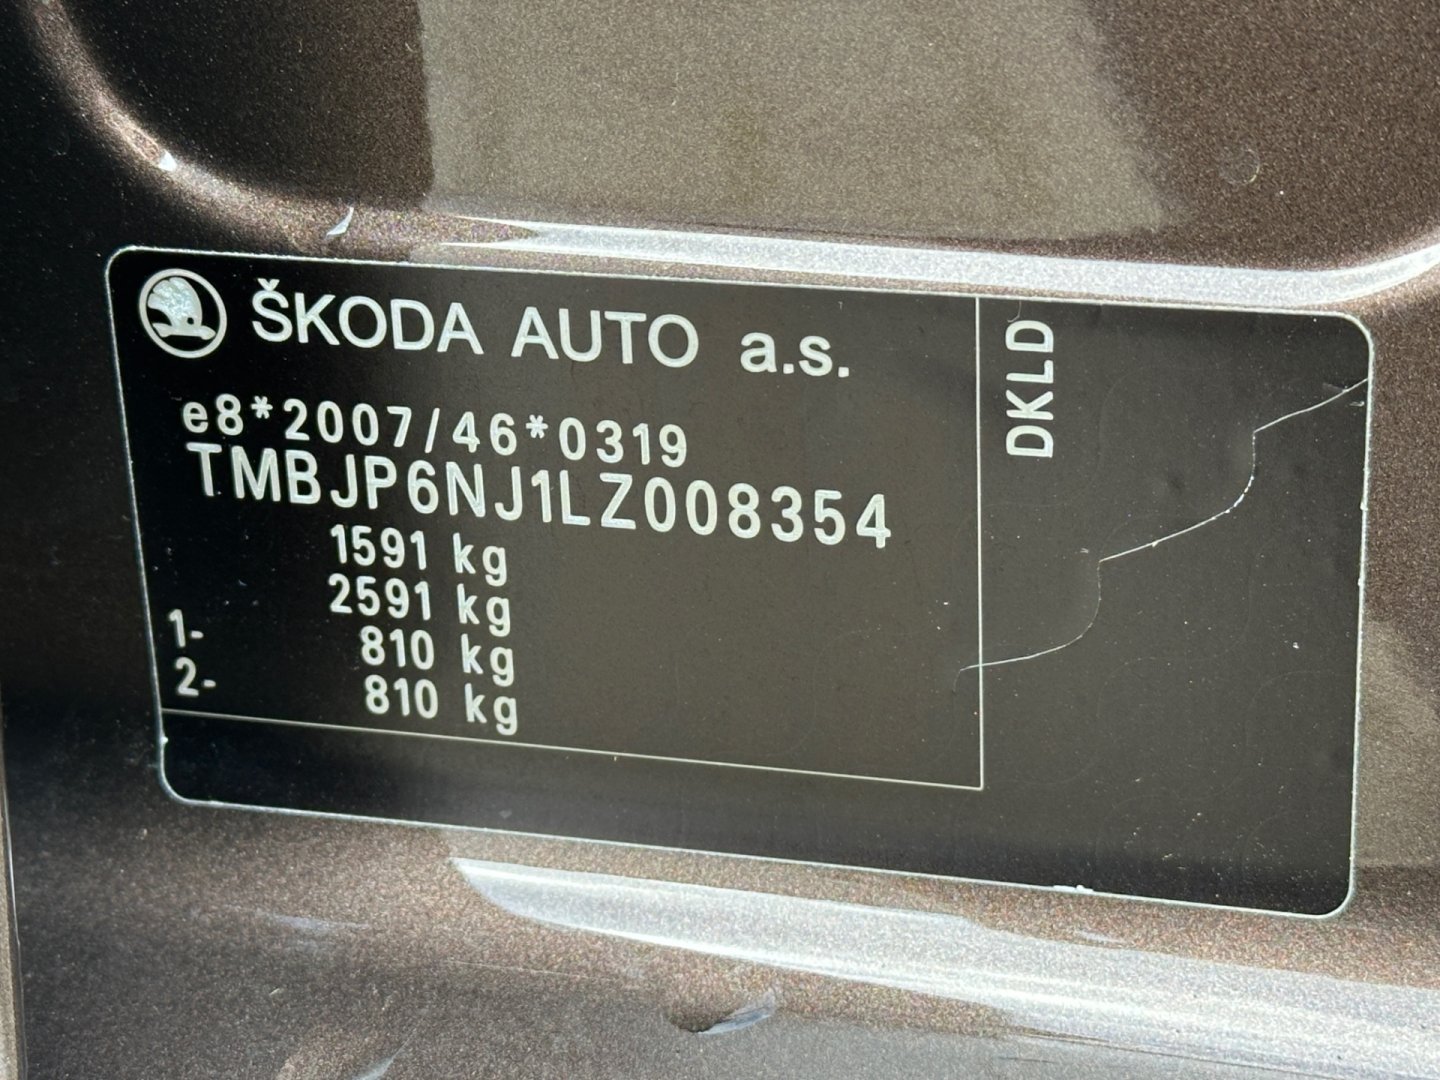 ŠKODA AUTO a.s.
e8*2007/46*0319
TMBJP6NJ1LZ008354
1591 kg
2591 kg
1- 810 kg
2- 810 kg
DKLD